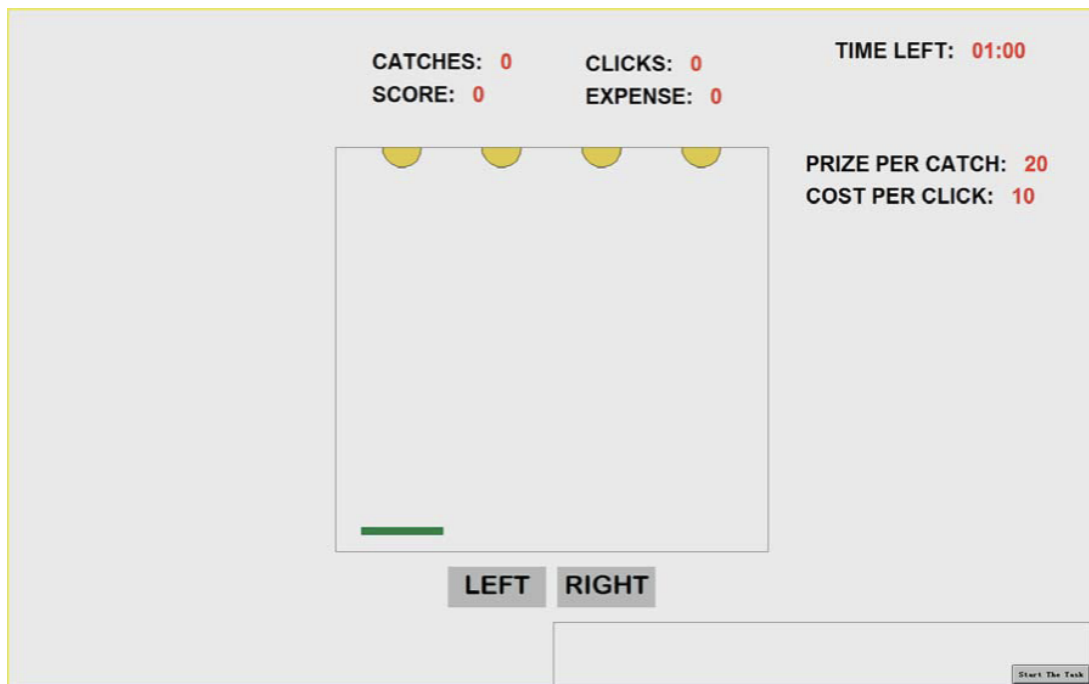 CATCHES: 0
CLICKS: 0
TIME LEFT: 01:00
SCORE: 0
EXPENSE: 0
PRIZE PER CATCH: 20
COST PER CLICK: 10
LEFT
RIGHT
Start The Task